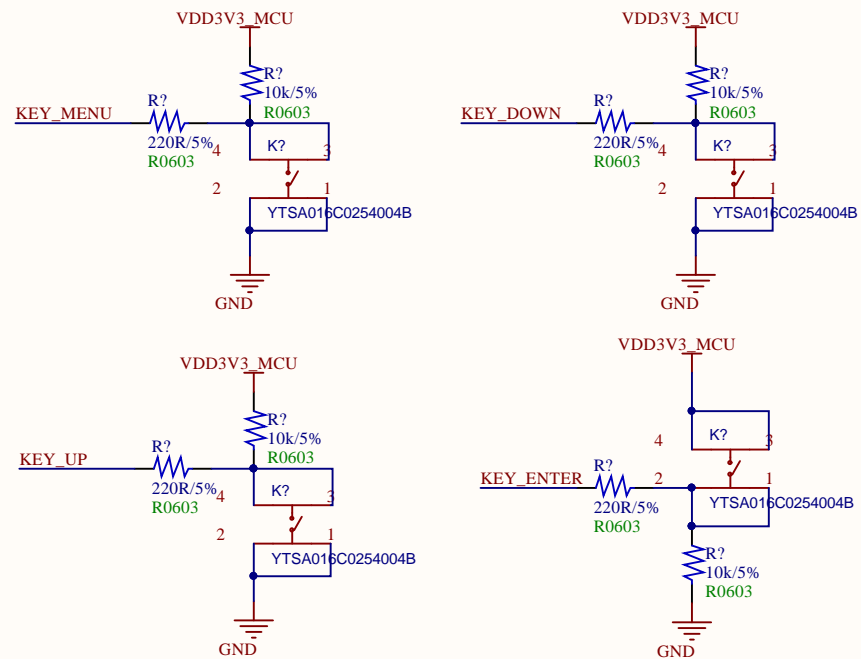 VDD3V3_MCU
R?
10k/5%
R0603
KEY_MENU
R?
220R/5%
R0603
4
K?
3
2
1
YTSA016C0254004B
GND
VDD3V3_MCU
R?
10k/5%
R0603
KEY_DOWN
R?
220R/5%
R0603
4
K?
3
2
1
YTSA016C0254004B
GND
VDD3V3_MCU
R?
10k/5%
R0603
KEY_UP
R?
220R/5%
R0603
4
K?
3
2
1
YTSA016C0254004B
GND
VDD3V3_MCU
4
K?
3
KEY_ENTER
R?
220R/5%
R0603
2
1
YTSA016C0254004B
R?
10k/5%
R0603
GND